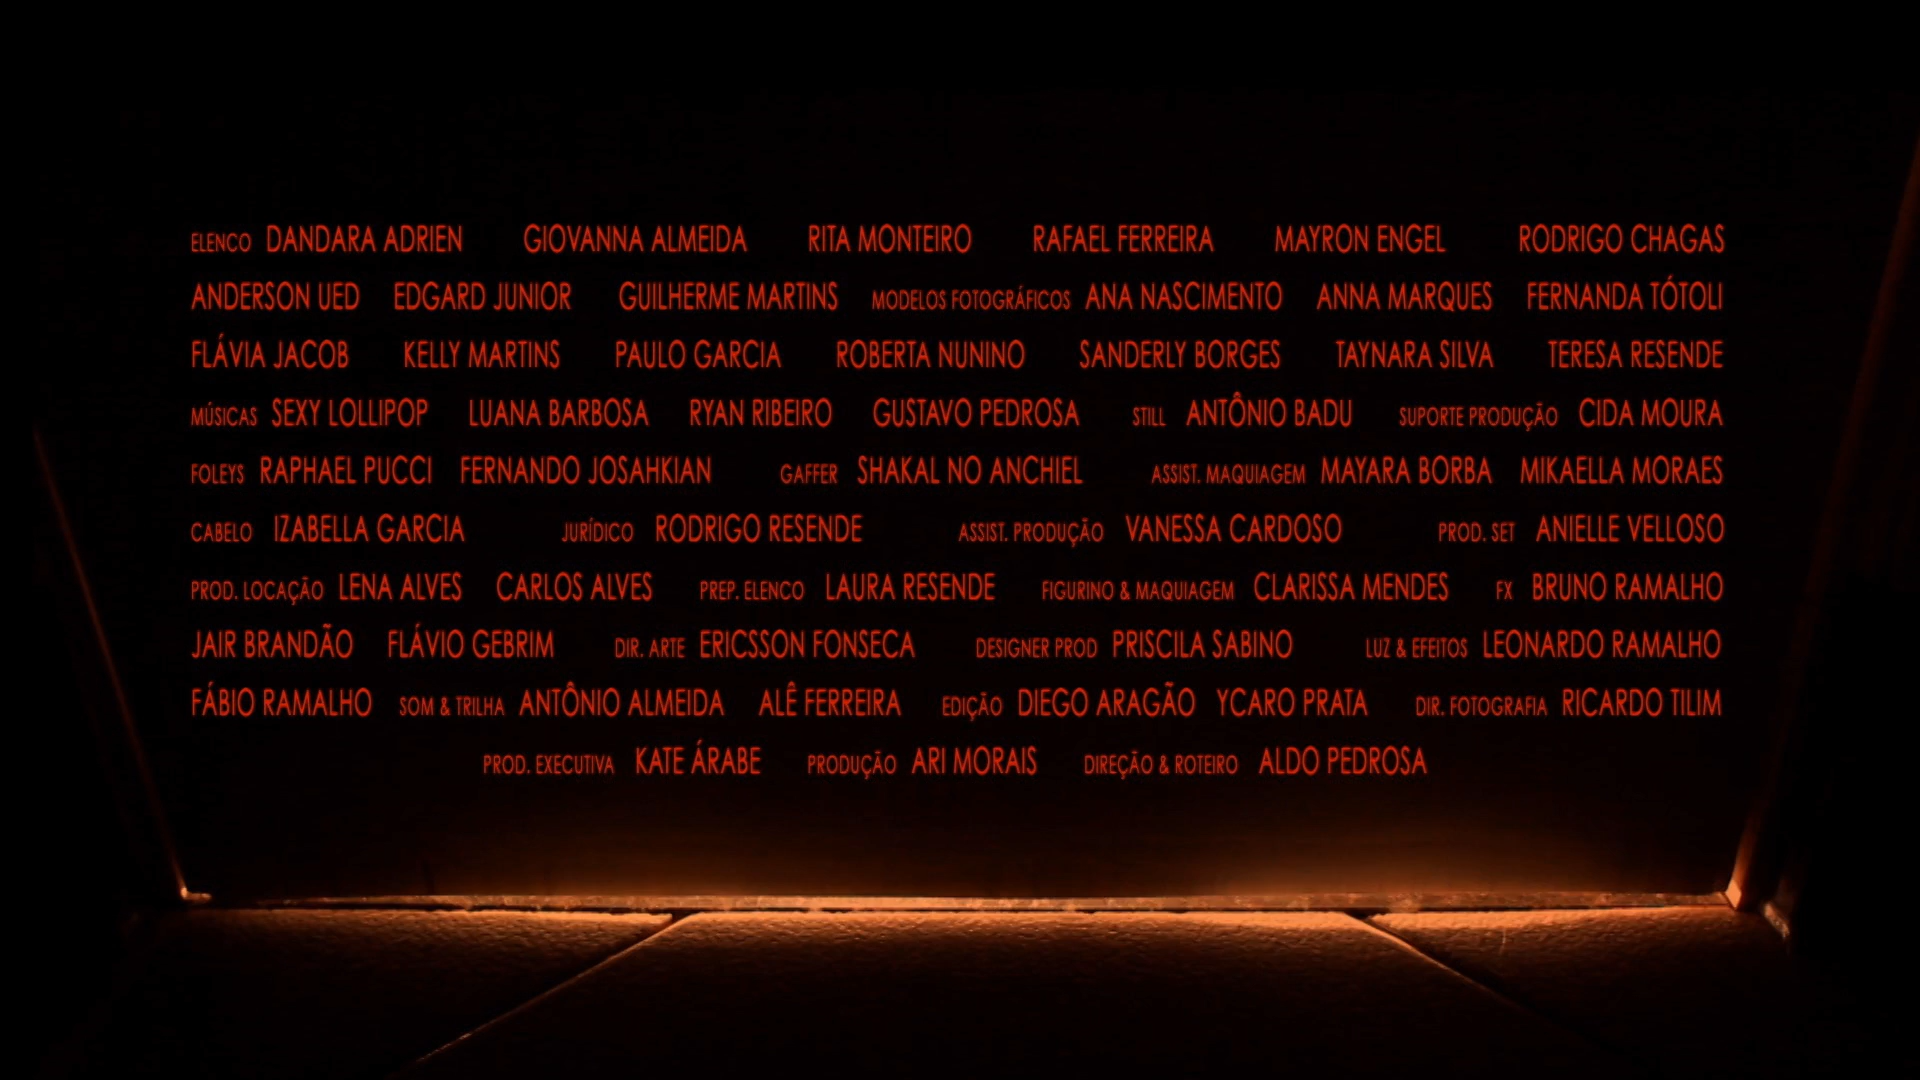 ELENCO DANDARA ADRIEN GIOVANNA ALMEIDA RITA MONTEIRO RAFAEL FERREIRA MAYRON ENGEL RODRIGO CHAGAS
ANDERSON UED EDGARD JUNIOR GUILHERME MARTINS MODELOS FOTOGRÁFICOS ANA NASCIMENTO ANNA MARQUES FERNANDA TÓTOLI
FLÁVIA JACOB KELLY MARTINS PAULO GARCIA ROBERTA NUNINO SANDERLY BORGES TAYNARA SILVA TERESA RESENDE
MÚSICAS SEXY LOLLIPOP LUANA BARBOSA RYAN RIBEIRO GUSTAVO PEDROSA STILL ANTÔNIO BADU SUPORTE PRODUÇÃO CIDA MOURA
FOLEYS RAPHAEL PUCCI FERNANDO JOSAHKIAN GAFFER SHAKAL NO ANCHIEL ASSIST. MAQUIAGEM MAYARA BORBA MIKAELLA MORAES
CABELO IZABELLA GARCIA JURÍDICO RODRIGO RESENDE ASSIST. PRODUÇÃO VANESSA CARDOSO PROD. SET ANIELLE VELLOSO
PROD. LOCAÇÃO LENA ALVES CARLOS ALVES PREP. ELENCO LAURA RESENDE FIGURINO & MAQUIAGEM CLARISSA MENDES FX BRUNO RAMALHO
JAIR BRANDÃO FLÁVIO GEBRIM DIR. ARTE ERICSSON FONSECA DESIGNER PROD PRISCILA SABINO LUZ & EFEITOS LEONARDO RAMALHO
FÁBIO RAMALHO SOM & TRILHA ANTÔNIO ALMEIDA ALÊ FERREIRA EDIÇÃO DIEGO ARAGÃO YCARO PRATA DIR. FOTOGRAFIA RICARDO TILIM
PROD. EXECUTIVA KATE ÁRABE PRODUÇÃO ARI MORAIS DIREÇÃO & ROTEIRO ALDO PEDROSA